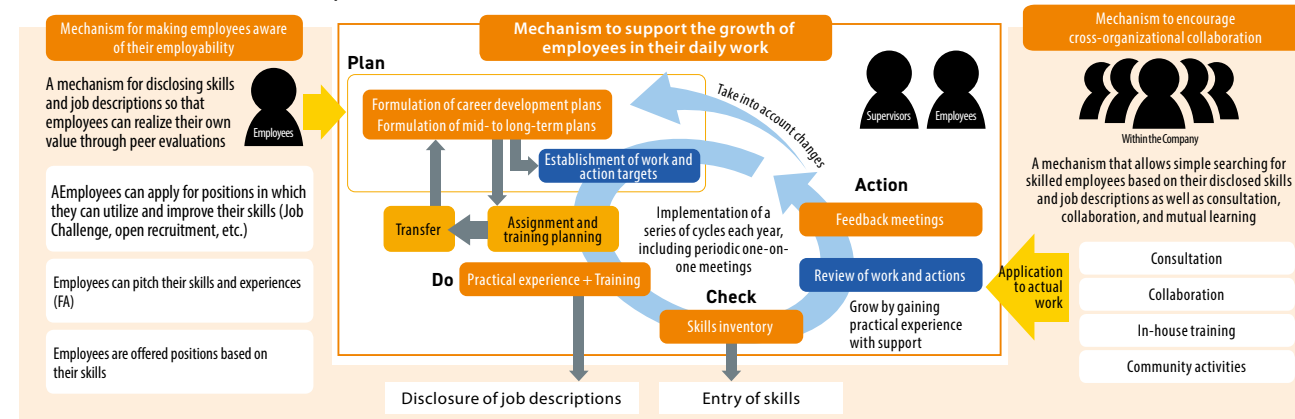 Mechanism for making employees aware
of their employability
A mechanism for disclosing skills
and job descriptions so that
employees can realize their own
value through peer evaluations
Employees
AEmployees can apply for positions in which
they can utilize and improve their skills (Job
Challenge, open recruitment, etc.)
Employees can pitch their skills and experiences
(FA)
Employees are offered positions based on
their skills
Mechanism to support the growth of
employees in their daily work
Plan
Formulation of career development plans
Formulation of mid- to long-term plans
Establishment of work and
action targets
Transfer
Assignment and
training planning
Do
Practical experience + Training
Take into account changes
Supervisors
Employees
Implementation of a
series of cycles each year,
including periodic one-on-
one meetings
Action
Feedback meetings
Review of work and actions
Grow by gaining
practical experience
with support
Check
Skills inventory
Disclosure of job descriptions
Entry of skills
Application
to actual
work
Mechanism to encourage
cross-organizational collaboration
Within the Company
A mechanism that allows simple searching for
skilled employees based on their disclosed skills
and job descriptions as well as consultation,
collaboration, and mutual learning
Consultation
Collaboration
In-house training
Community activities